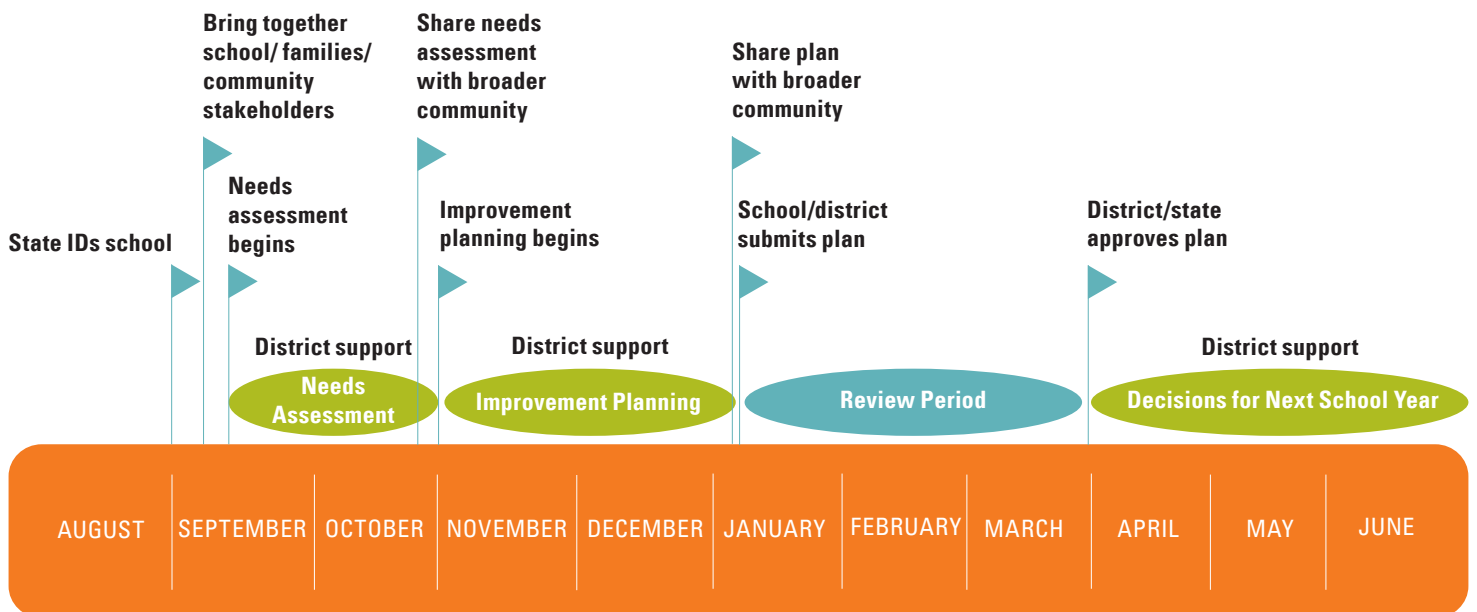 Bring together
school/ families/
community
stakeholders
Share needs
assessment
with broader
community
Share plan
with broader
community
State IDs school
Needs
assessment
begins
Improvement
planning begins
School/district
submits plan
District/state
approves plan
District support
District support
District support
Needs
Assessment
Improvement Planning
Review Period
Decisions for Next School Year
AUGUST
SEPTEMBER
OCTOBER
NOVEMBER
DECEMBER
JANUARY
FEBRUARY
MARCH
APRIL
MAY
JUNE